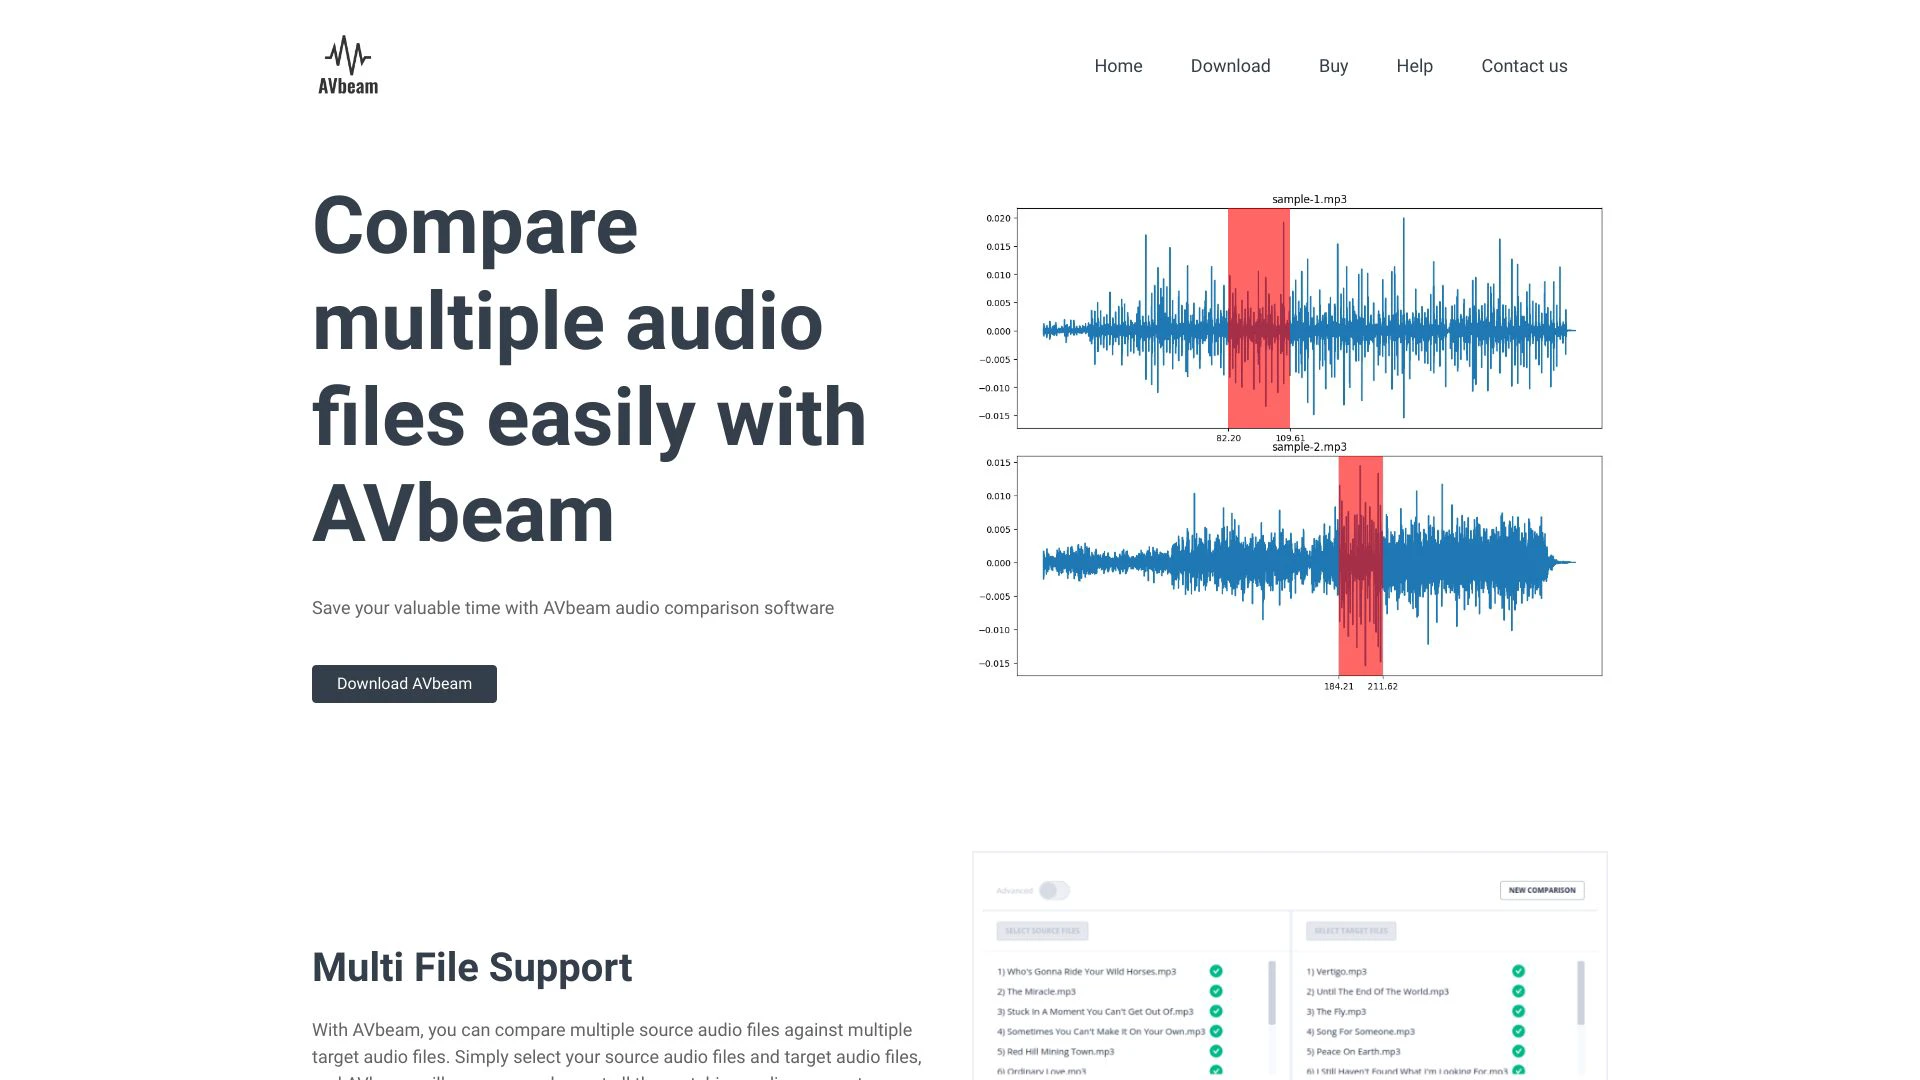 AVbeam
Home
Download
Buy
Help
Contact us
Compare
multiple audio
files easily with
AVbeam
Save your valuable time with AVbeam audio comparison software
Download AVbeam
sample-1.mp3
0.020
0.015
0.010
0.005
0.000
−0.005
−0.010
−0.015
82.20
109.61
sample-2.mp3
0.015
0.010
0.005
0.000
−0.005
−0.010
−0.015
184.21
211.62
Multi File Support
With AVbeam, you can compare multiple source audio files against multiple
target audio files. Simply select your source audio files and target audio files,
Advanced
NEW COMPARISON
SELECT SOURCE FILES
SELECT TARGET FILES
1) Who's Gonna Ride Your Wild Horses.mp3
2) The Miracle.mp3
3) Stuck In A Moment You Can't Get Out Of.mp3
4) Sometimes You Can't Make It On Your Own.mp3
5) Red Hill Mining Town.mp3
6) Ordinary Love.mp3
1) Vertigo.mp3
2) Until The End Of The World.mp3
3) The Fly.mp3
4) Song For Someone.mp3
5) Peace On Earth.mp3
6) I Still Haven't Found What I'm Looking For.mp3